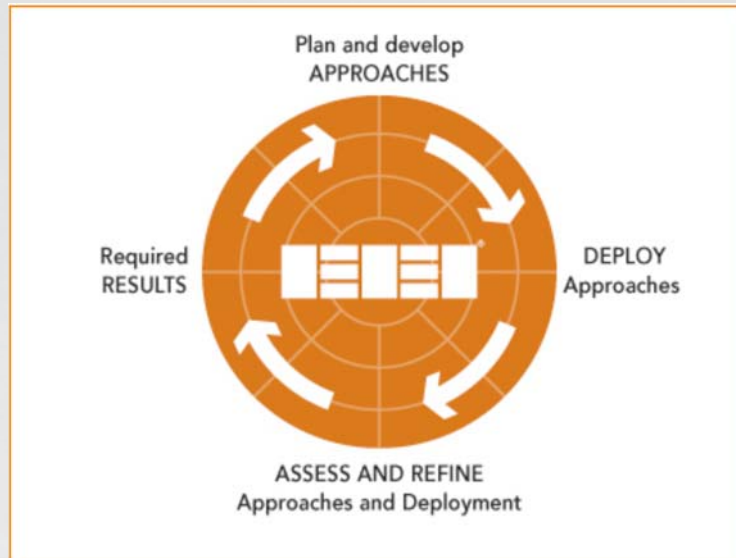 Plan and develop
APPROACHES
Required
RESULTS
®
DEPLOY
Approaches
ASSESS AND REFINE
Approaches and Deployment